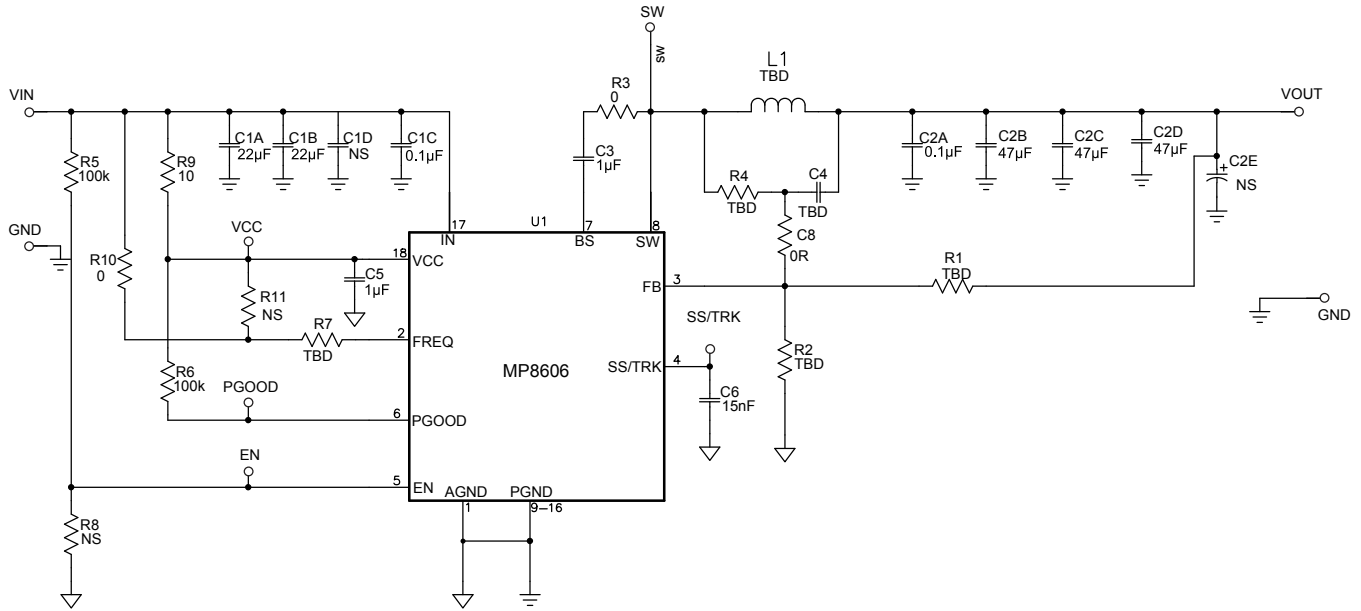 SW
SW
L1
TBD
VIN
R3
0
VOUT
R5
100k
R9
10
C1A
22µF
C1B
22µF
C1D
NS
C1C
0.1µF
C3
1µF
C2A
0.1µF
C2B
47µF
C2C
47µF
C2D
47µF
+
C2E
NS
R4
TBD
C4
TBD
GND
VCC
17
IN
U1
7
BS
8
SW
C8
0R
R10
0
18
VCC
R11
NS
C5
1µF
3
FB
R1
TBD
GND
R7
TBD
2
FREQ
SS/TRK
R2
TBD
R6
100k
PGOOD
MP8606
SS/TRK
4
C6
15nF
6
PGOOD
EN
5
EN
AGND
1
PGND
9–16
R8
NS